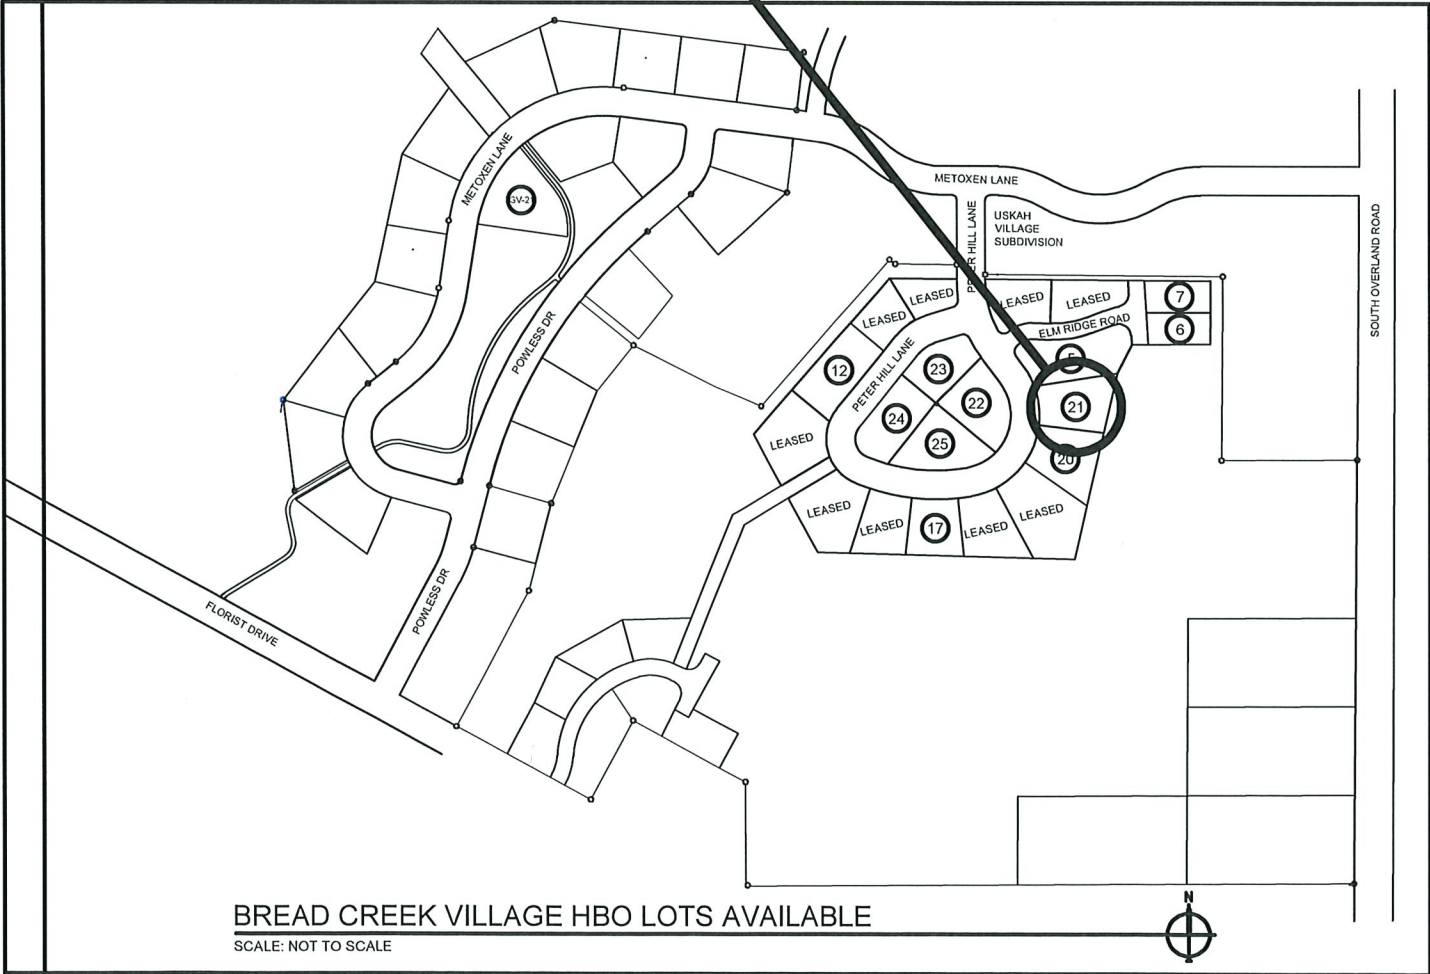 METOXEN LANE
GV-21
METOXEN LANE
PETER HILL LANE
USKAH
VILLAGE
SUBDIVISION
SOUTH OVERLAND ROAD
POWLESS DR
LEASED
LEASED
LEASED
LEASED
7
ELM RIDGE ROAD
6
5
12
PETER HILL LANE
23
22
21
24
25
LEASED
20
LEASED
LEASED
17
LEASED
LEASED
POWLESS DR
FLORIST DRIVE
N
BREAD CREEK VILLAGE HBO LOTS AVAILABLE
SCALE: NOT TO SCALE